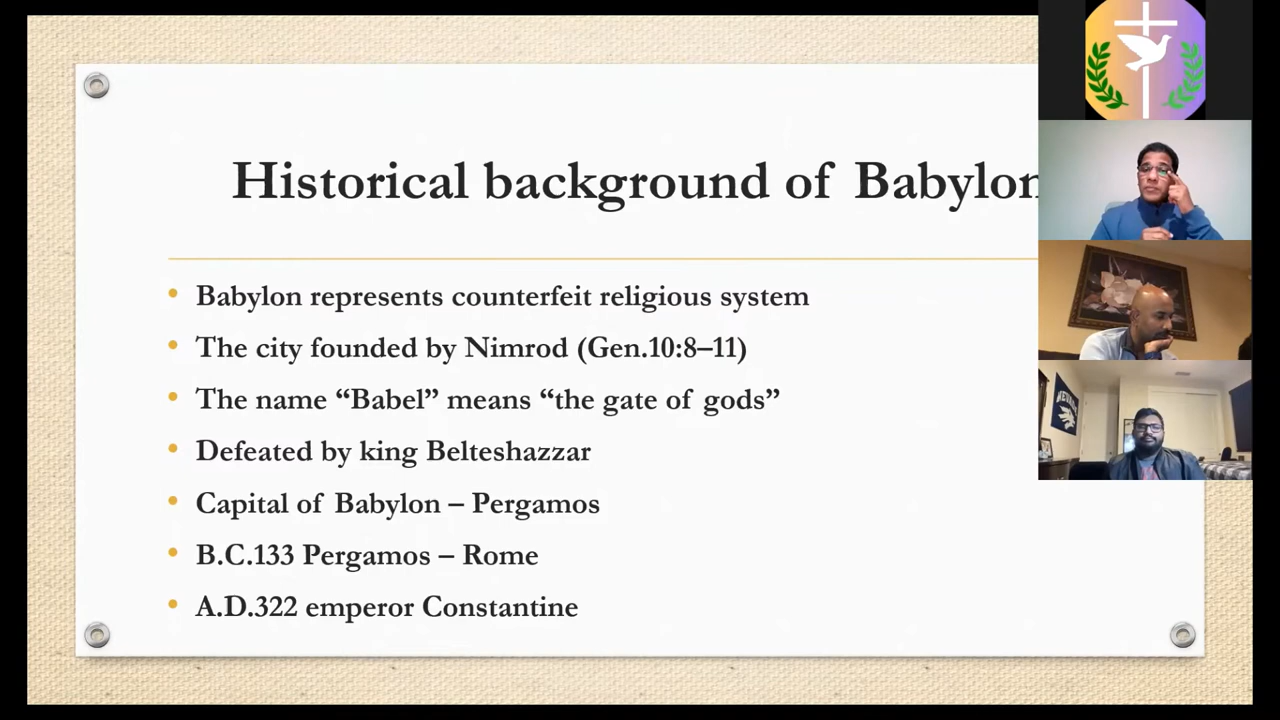 Historical background of Babylon
Babylon represents counterfeit religious system
The city founded by Nimrod (Gen.10:8–11)
The name “Babel” means “the gate of gods”
Defeated by king Belteshazzar
Capital of Babylon – Pergamos
B.C.133 Pergamos – Rome
A.D.322 emperor Constantine
NEVADA